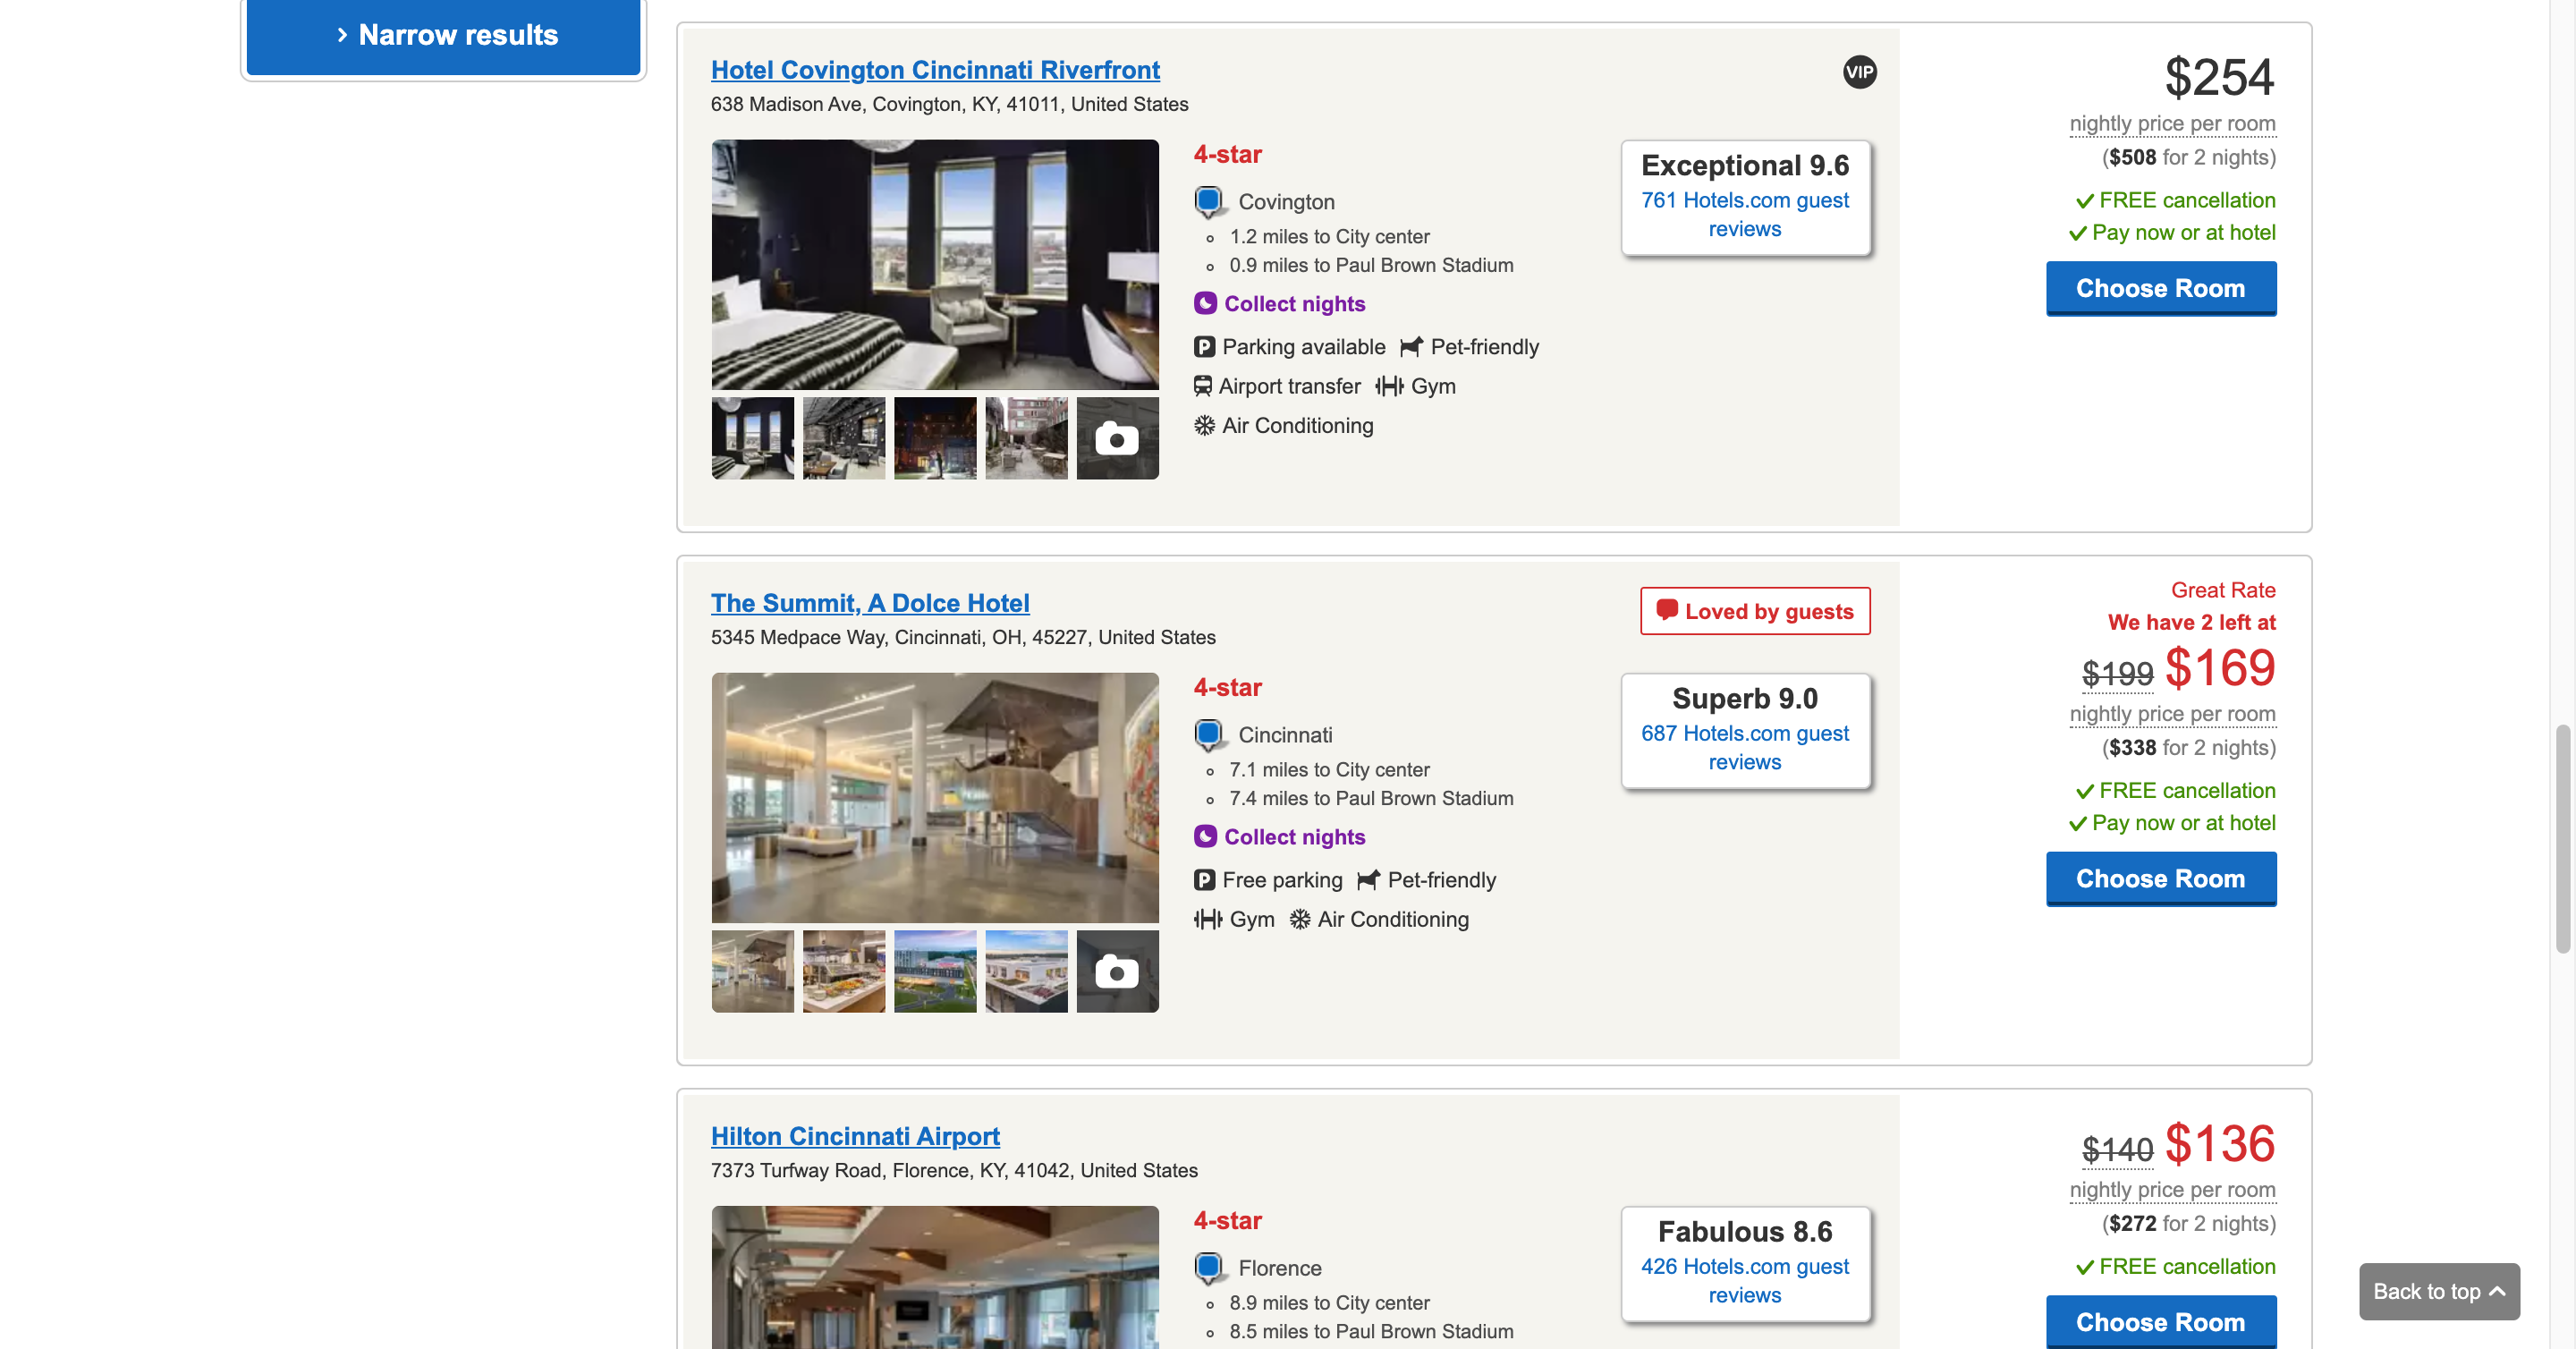 Narrow results
Hotel Covington Cincinnati Riverfront
VIP
638 Madison Ave, Covington, KY, 41011, United States
4-star
Covington
1.2 miles to City center
0.9 miles to Paul Brown Stadium
Collect nights
P Parking available Pet-friendly
Airport transfer Gym
Air Conditioning
Exceptional 9.6
761 Hotels.com guest
reviews
$254
nightly price per room
($508 for 2 nights)
FREE cancellation
Pay now or at hotel
Choose Room
The Summit, A Dolce Hotel
5345 Medpace Way, Cincinnati, OH, 45227, United States
Loved by guests
4-star
Cincinnati
7.1 miles to City center
7.4 miles to Paul Brown Stadium
Collect nights
P Free parking Pet-friendly
Gym Air Conditioning
Superb 9.0
687 Hotels.com guest
reviews
Great Rate
We have 2 left at
$199 $169
nightly price per room
($338 for 2 nights)
FREE cancellation
Pay now or at hotel
Choose Room
Hilton Cincinnati Airport
7373 Turfway Road, Florence, KY, 41042, United States
4-star
Florence
8.9 miles to City center
8.5 miles to Paul Brown Stadium
Fabulous 8.6
426 Hotels.com guest
reviews
$140 $136
nightly price per room
($272 for 2 nights)
FREE cancellation
Choose Room
Back to top